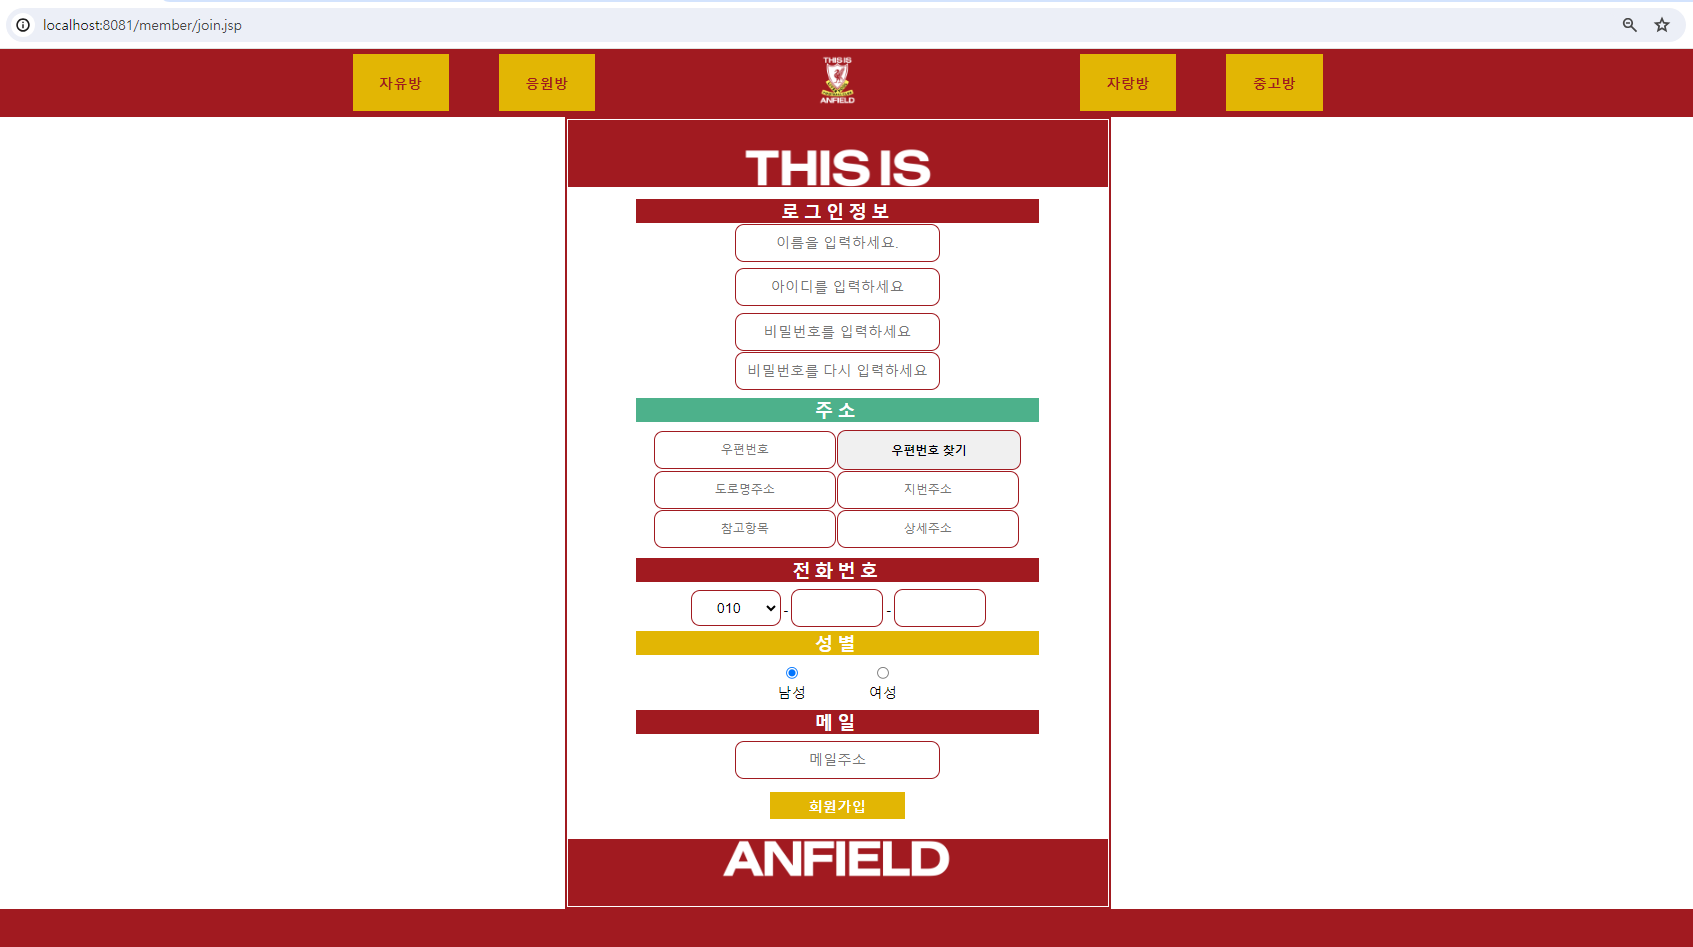 localhost:8081/member/join.jsp
자유방 응원방 THIS IS ANFIELD 자랑방 중고방
THIS IS
로그인정보
이름을 입력하세요.
아이디를 입력하세요
비밀번호를 입력하세요
비밀번호를 다시 입력하세요
주소
우편번호 우편번호 찾기
도로명주소 지번주소
참고항목 상세주소
전화번호
010 - -
성별
남성 여성
메일
메일주소
회원가입
ANFIELD